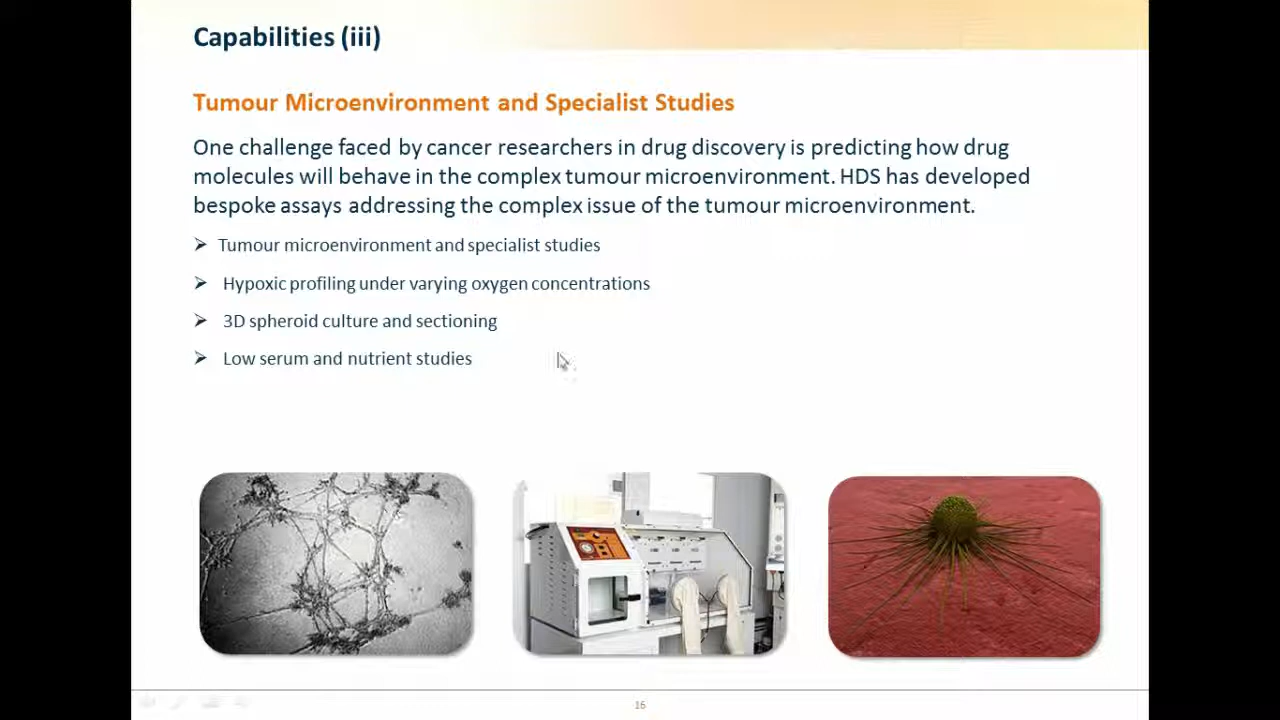 Capabilities (iii)
Tumour Microenvironment and Specialist Studies
One challenge faced by cancer researchers in drug discovery is predicting how drug
molecules will behave in the complex tumour microenvironment. HDS has developed
bespoke assays addressing the complex issue of the tumour microenvironment.
➢ Tumour microenvironment and specialist studies
➢ Hypoxic profiling under varying oxygen concentrations
➢ 3D spheroid culture and sectioning
➢ Low serum and nutrient studies
16